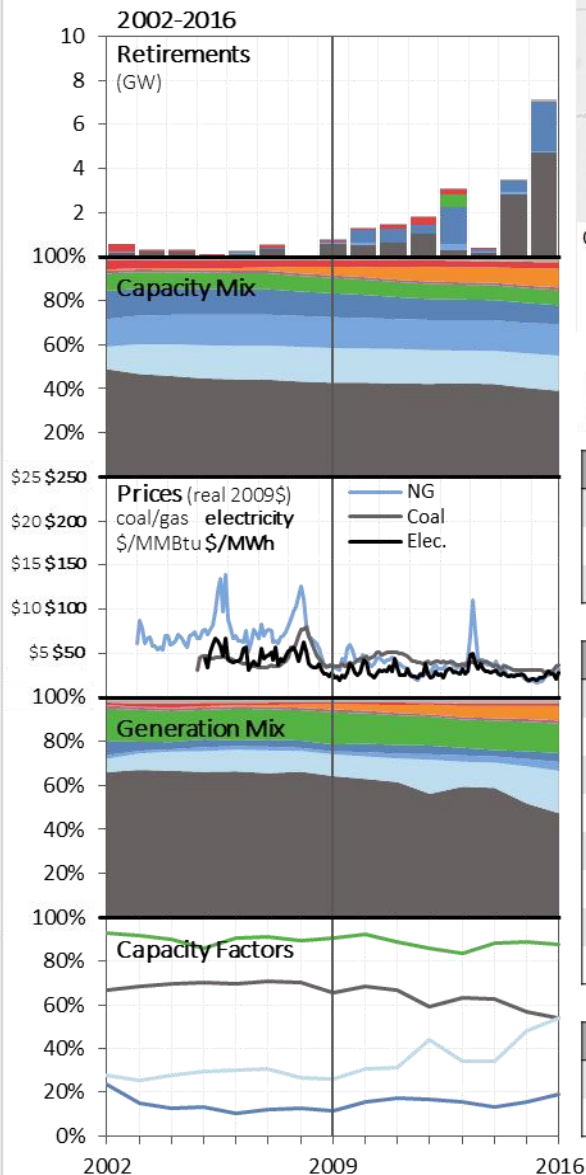 2002-2016
10
Retirements
8
(GW)
6
4
2
100%
Capacity Mix
80%
60%
40%
20%
$25 $250
Prices (real 2009$)
NG
$20 $200
coal/gas electricity
Coal
$15 $150
$/MMBtu $/MWh
Elec.
$10 $100
$5 $50
100%
Generation Mix
80%
60%
40%
20%
100%
Capacity Factors
80%
60%
40%
20%
0%
2002
2009
2016